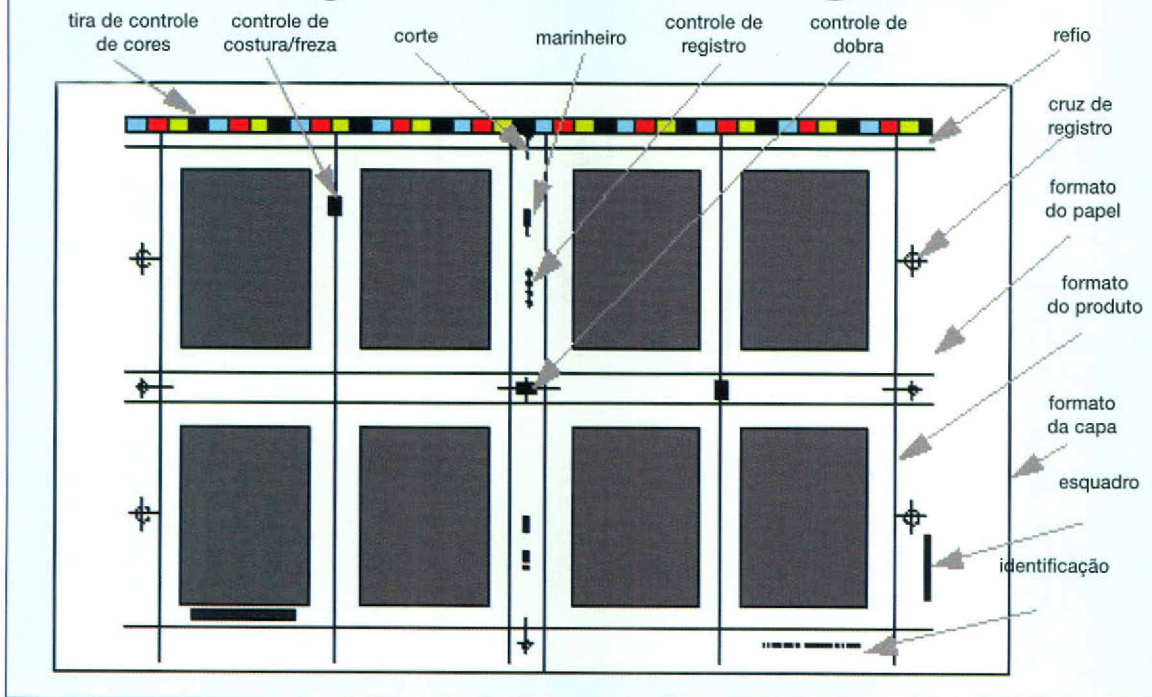 tira de controle
de cores
controle de
costura/freza
corte
marinheiro
controle de
registro
controle de
dobra
refio
cruz de
registro
formato
do papel
formato
do produto
formato
da capa
esquadro
identificação